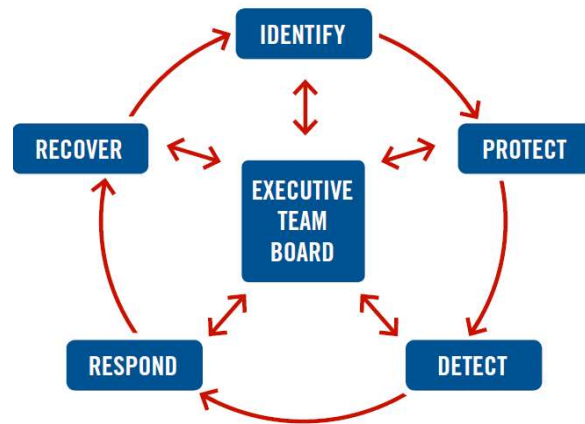 IDENTIFY
RECOVER
PROTECT
EXECUTIVE
TEAM
BOARD
RESPOND
DETECT